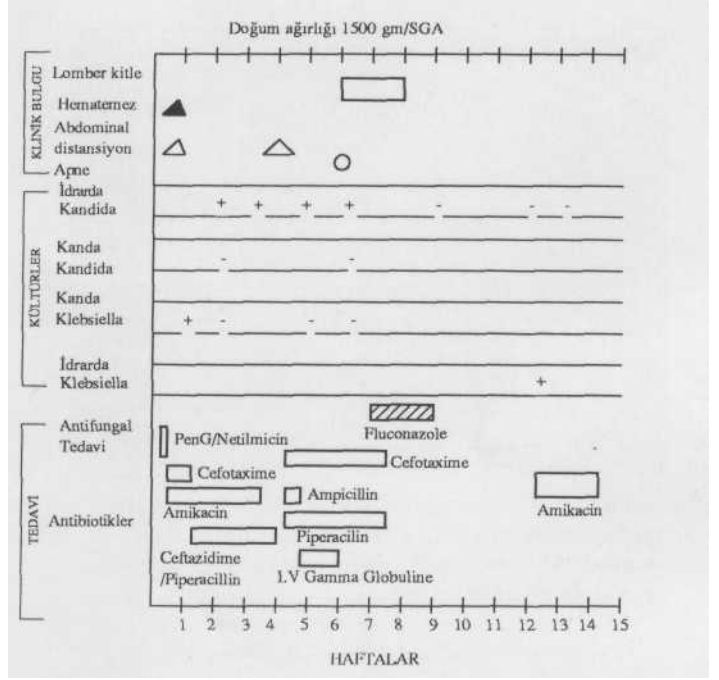 Doğum ağırlığı 1500 gm/SGA
KLİNİK BULGU
Lomber kitle
Hematemez
Abdominal
distansiyon
Apne
KÜLTÜRLER
İdrarda
Kandida
+ + + + - - -
Kanda
Kandida
- -
Kanda
Klebsiella
+ - - -
İdrarda
Klebsiella
+
TEDAVİ
Antifungal
Tedavi
Fluconazole
PenG/Netilmicin
Cefotaxime
Cefotaxime
Antibiotikler
Amikacin
Ampicillin
Amikacin
Piperacilin
Ceftazidime
/Piperacillin
I.V Gamma Globuline
1 2 3 4 5 6 7 8 9 10 11 12 13 14 15
HAFTALAR